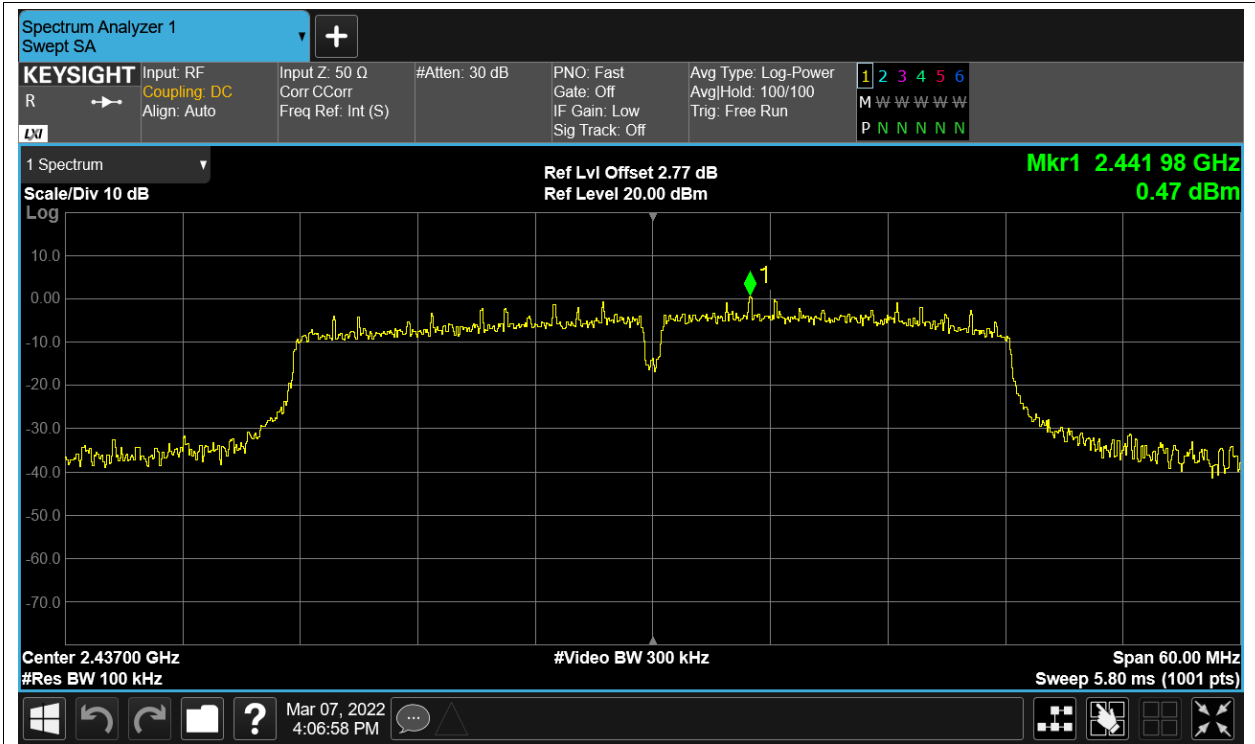 Spectrum Analyzer 1
Swept SA
KEYSIGHT
R
LXI
Input: RF
Coupling: DC
Align: Auto
Input Z: 50 Ω
Corr CCorr
Freq Ref: Int (S)
#Atten: 30 dB
PNO: Fast
Gate: Off
IF Gain: Low
Sig Track: Off
Avg Type: Log-Power
Avg|Hold: 100/100
Trig: Free Run
1 2 3 4 5 6
M W W W W W
P N N N N N
1 Spectrum
Scale/Div 10 dB
Ref Lvl Offset 2.77 dB
Ref Level 20.00 dBm
Mkr1 2.441 98 GHz
0.47 dBm
Log
10.0
0.00
-10.0
-20.0
-30.0
-40.0
-50.0
-60.0
-70.0
1
Center 2.43700 GHz
#Res BW 100 kHz
#Video BW 300 kHz
Span 60.00 MHz
Sweep 5.80 ms (1001 pts)
?
Mar 07, 2022
4:06:58 PM